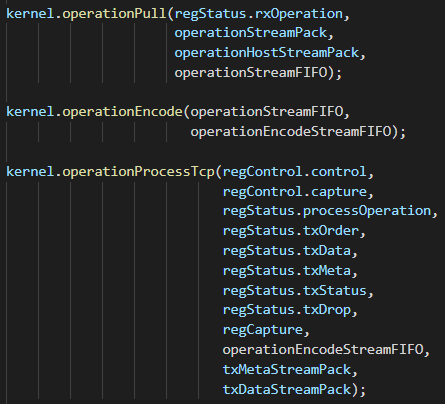 kernel.operationPull(regStatus.rxOperation,
operationStreamPack,
operationHostStreamPack,
operationStreamFIFO);
kernel.operationEncode(operationStreamFIFO,
operationEncodeStreamFIFO);
kernel.operationProcessTcp(regControl.control,
regControl.capture,
regStatus.processOperation,
regStatus.txOrder,
regStatus.txData,
regStatus.txMeta,
regStatus.txStatus,
regStatus.txDrop,
regCapture,
operationEncodeStreamFIFO,
txMetaStreamPack,
txDataStreamPack);